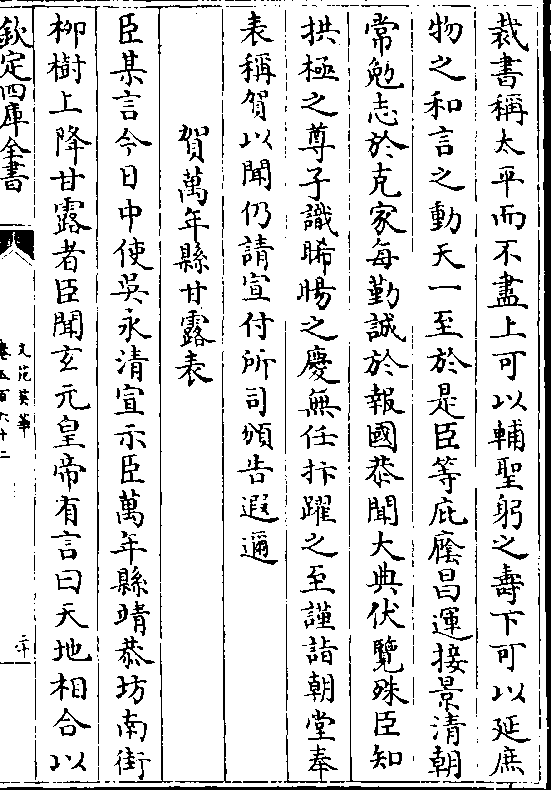 裁書稱太平而不盡上可以輔聖躬之壽下可以延庶
物之和言之動天一至於是臣等庇廕昌運接景清朝
常勉志於克家每勤誠於報國恭聞大典伏覽殊臣知
拱極之尊子識晞暘之慶無任抃躍之至謹詣朝堂奉
表稱賀以聞仍請宣付所司頒告遐邇
賀萬年縣甘露表
臣某言今日中使吳永清宣示臣萬年縣靖恭坊南街
柳樹上降甘露者臣聞玄元皇帝有言曰天地相合以
欽定四庫全書
文苑英華
卷五百六十二